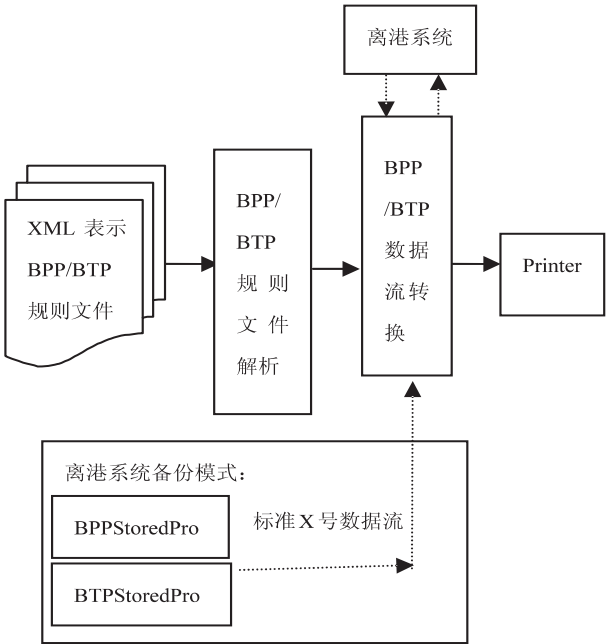 离港系统
XML 表示
BPP/BTP
规则文件
BPP/
BTP
规 则
文 件
解析
BPP
/BTP
数据
流转
换
Printer
离港系统备份模式：
BPPStoredPro
标准 X 号数据流
BTPStoredPro